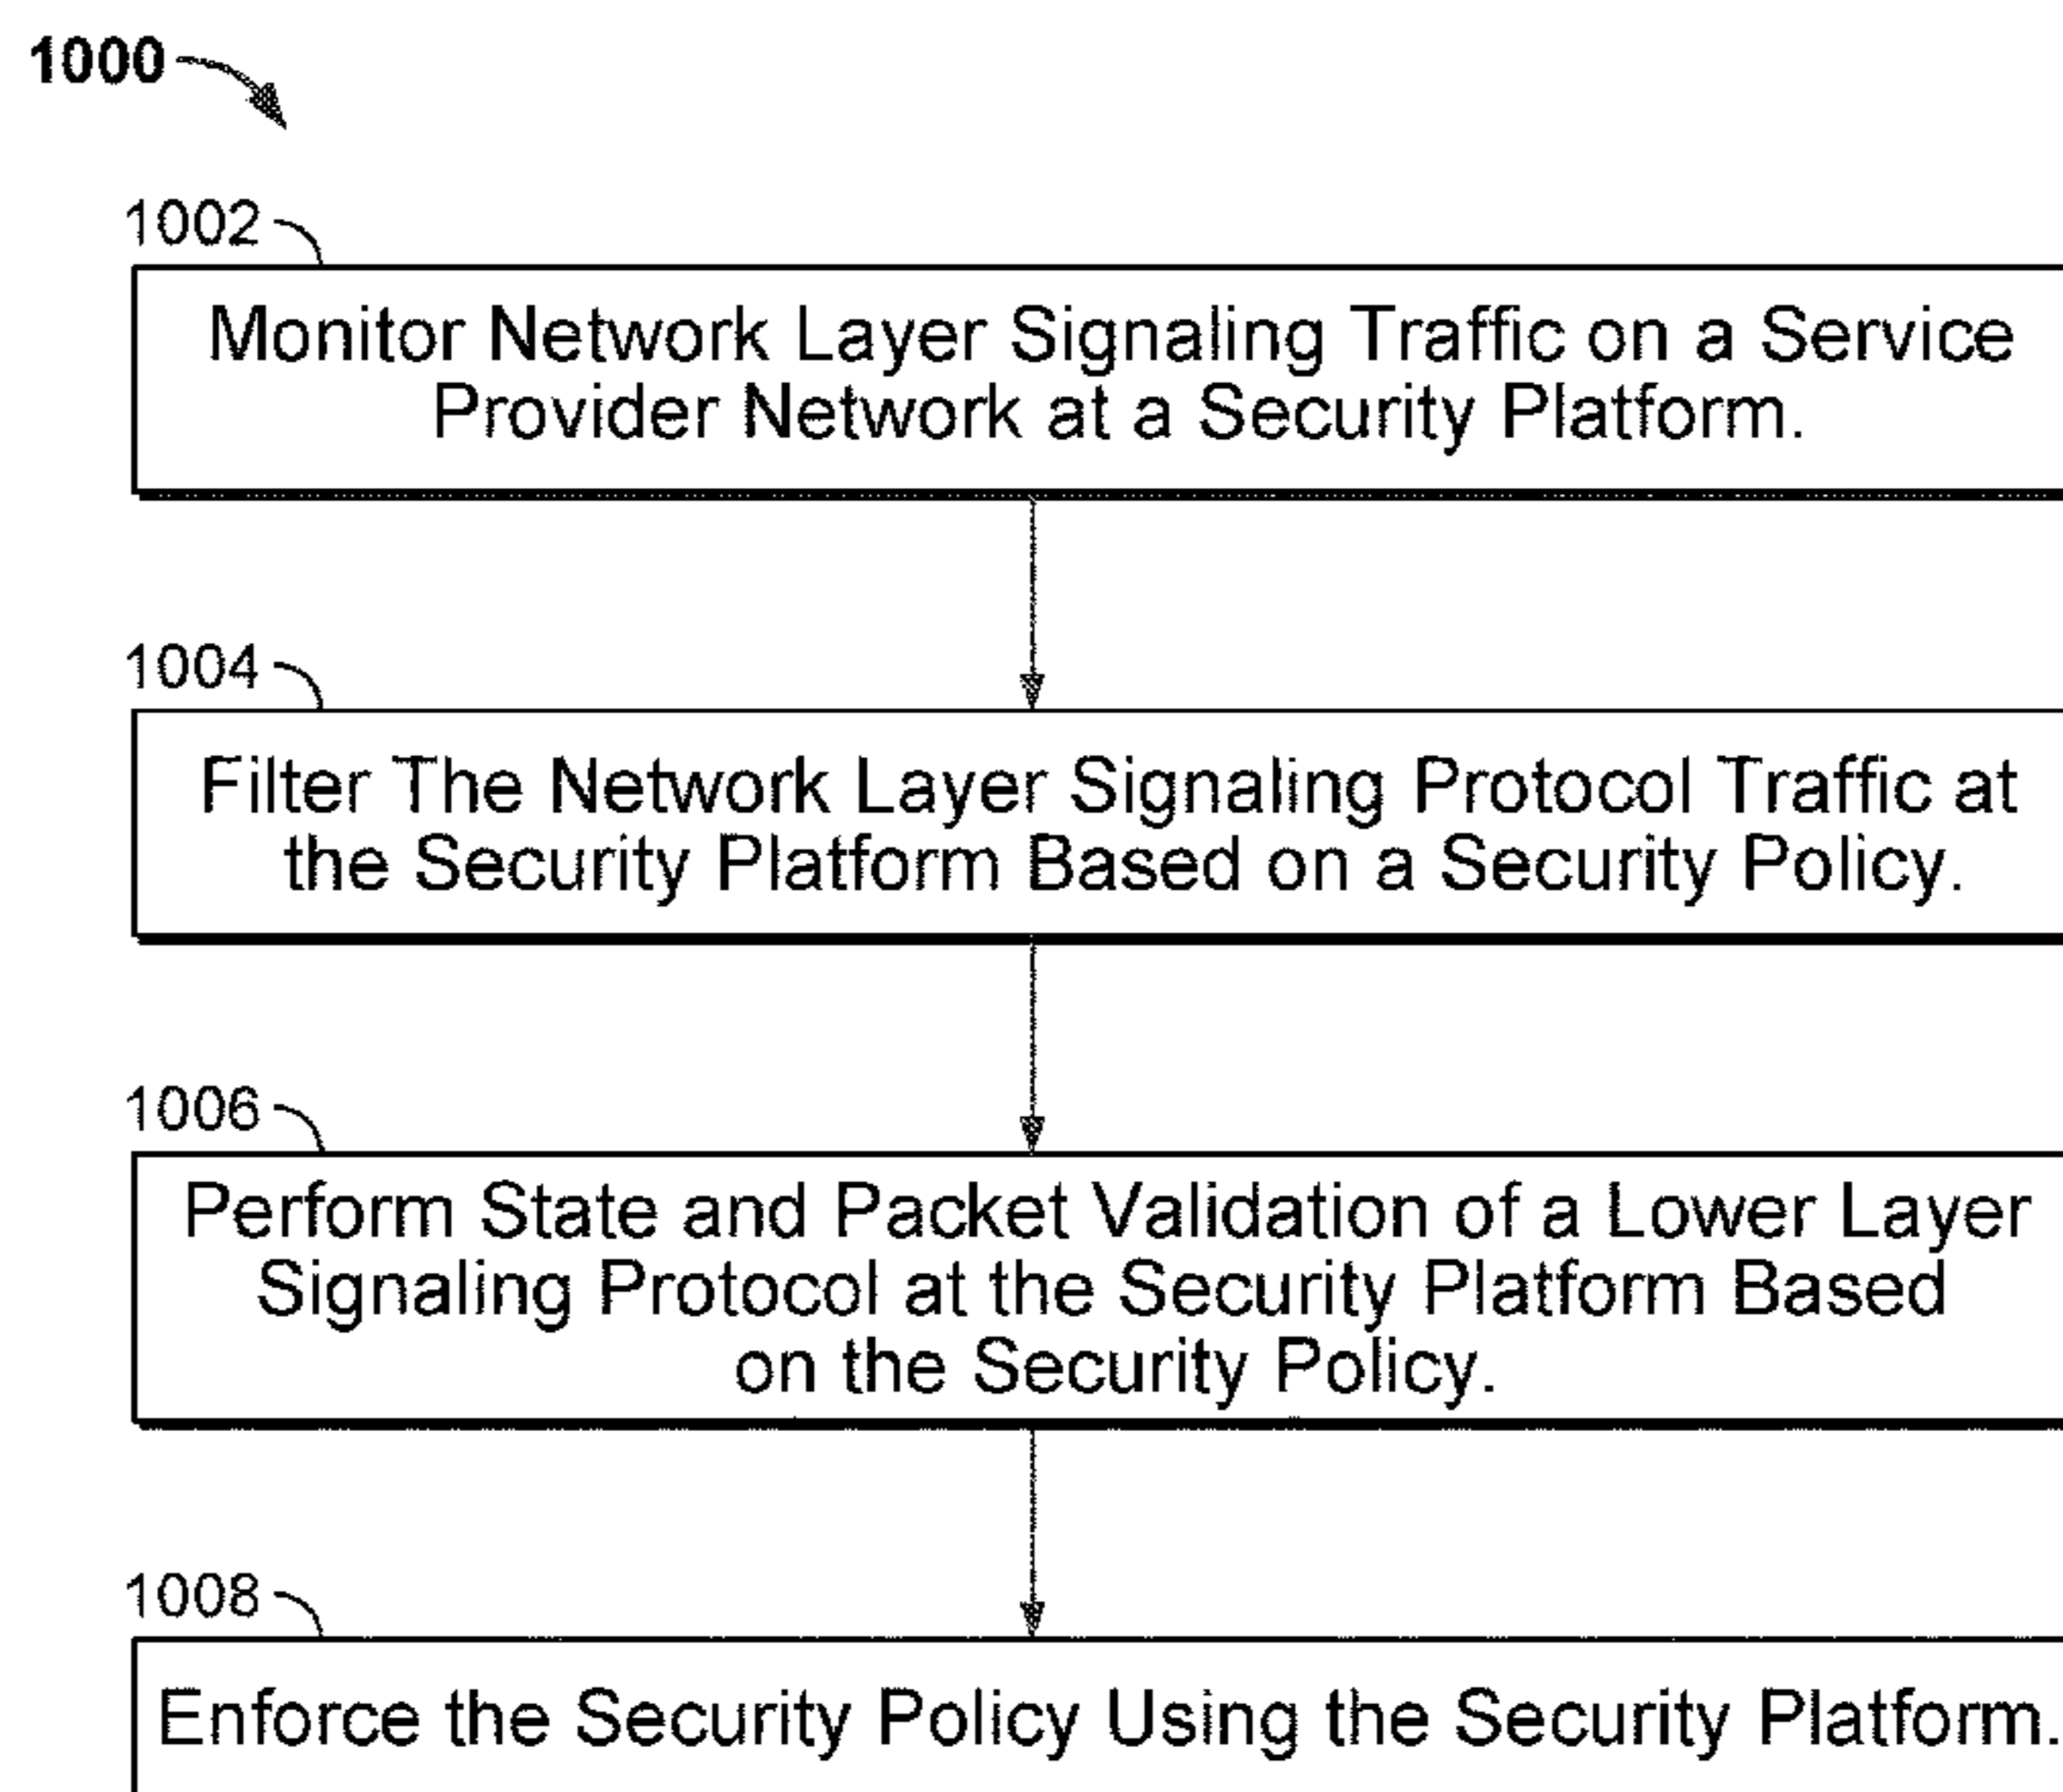 1000
1002
Monitor Network Layer Signaling Traffic on a Service
Provider Network at a Security Platform.
1004
Filter The Network Layer Signaling Protocol Traffic at
the Security Platform Based on a Security Policy.
1006
Perform State and Packet Validation of a Lower Layer
Signaling Protocol at the Security Platform Based
on the Security Policy.
1008
Enforce the Security Policy Using the Security Platform.